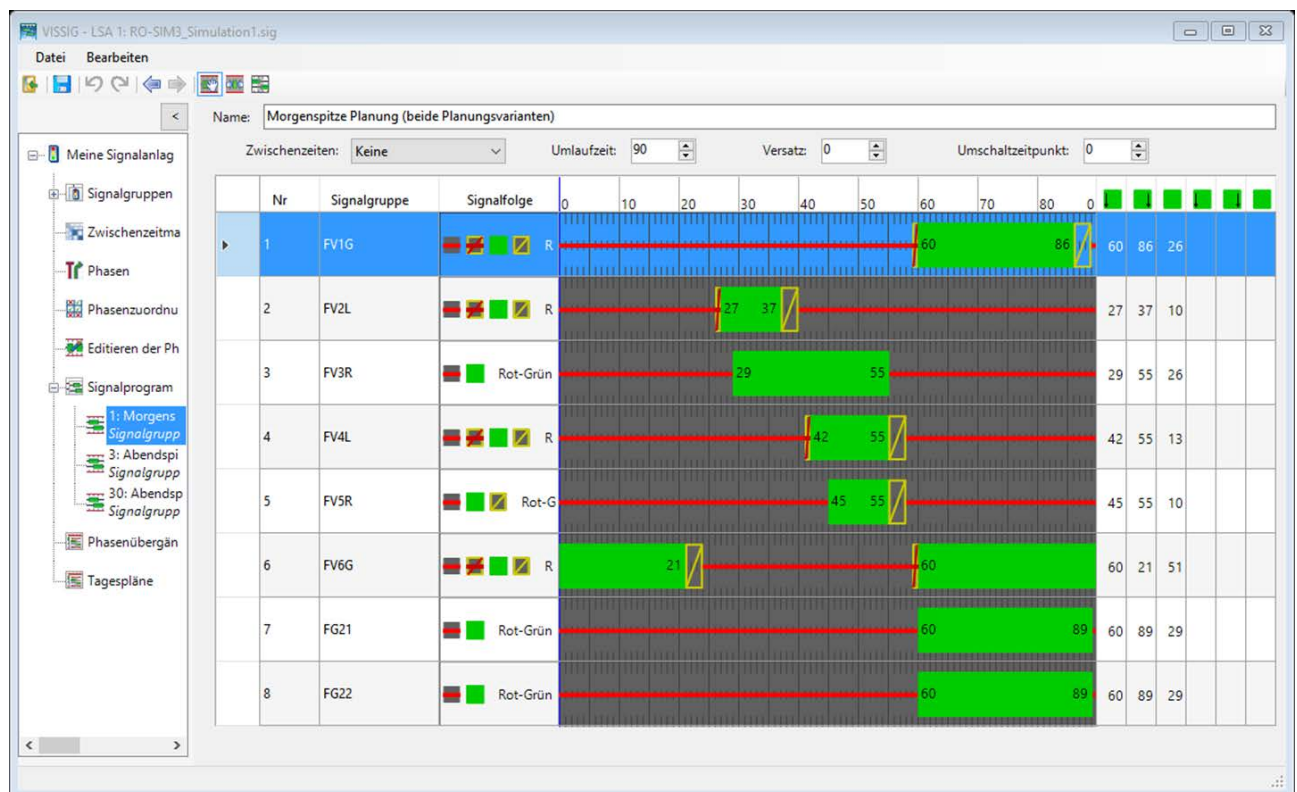 VISSIG - LSA 1: RO-SIM3_Simulation1.sig
Datei Bearbeiten
<
Name: Morgenspitze Planung (beide Planungsvarianten)
Zwischenzeiten: Keine Umlaufzeit: 90 Versatz: 0 Umschaltzeitpunkt: 0
Meine Signalanlag
Signalgruppen
Zwischenzeitma
Phasen
Phasenzuordnu
Editieren der Ph
Signalprogram
1: Morgens
Signalgrupp
3: Abendspi
Signalgrupp
30: Abendsp
Signalgrupp
Phasenübergän
Tagespläne
Nr Signalgruppe Signalfolge 0 10 20 30 40 50 60 70 80 0
1 FV1G R 60 86 60 86 26
2 FV2L R 27 37 27 37 10
3 FV3R Rot-Grün 29 55 29 55 26
4 FV4L R 42 55 42 55 13
5 FV5R Rot-G 45 55 45 55 10
6 FV6G R 21 60 60 21 51
7 FG21 Rot-Grün 60 89 60 89 29
8 FG22 Rot-Grün 60 89 60 89 29